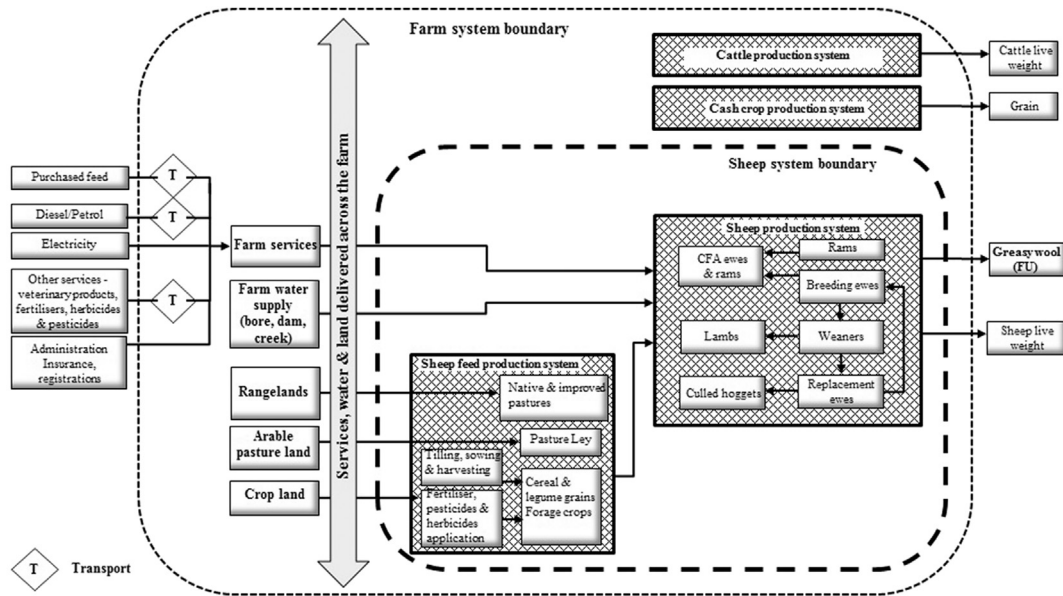 Farm system boundary
Cattle production system
Cattle live
weight
Cash crop production system
Grain
Services, water & land delivered across the farm
Sheep system boundary
Purchased feed
T
Diesel/Petrol
T
Electricity
Other services -
veterinary products,
fertilisers, herbicides
& pesticides
T
Administration
Insurance,
registrations
Farm services
Farm water
supply
(bore, dam,
creek)
Rangelands
Arable
pasture land
Crop land
Sheep feed production system
Native & improved
pastures
Pasture Ley
Tilling, sowing
& harvesting
Fertiliser,
pesticides &
herbicides
application
Cereal &
legume grains
Forage crops
Sheep production system
Rams
CFA ewes
& rams
Breeding ewes
Lambs
Weaners
Culled hoggets
Replacement
ewes
Greasy wool
(FU)
Sheep live
weight
T
Transport